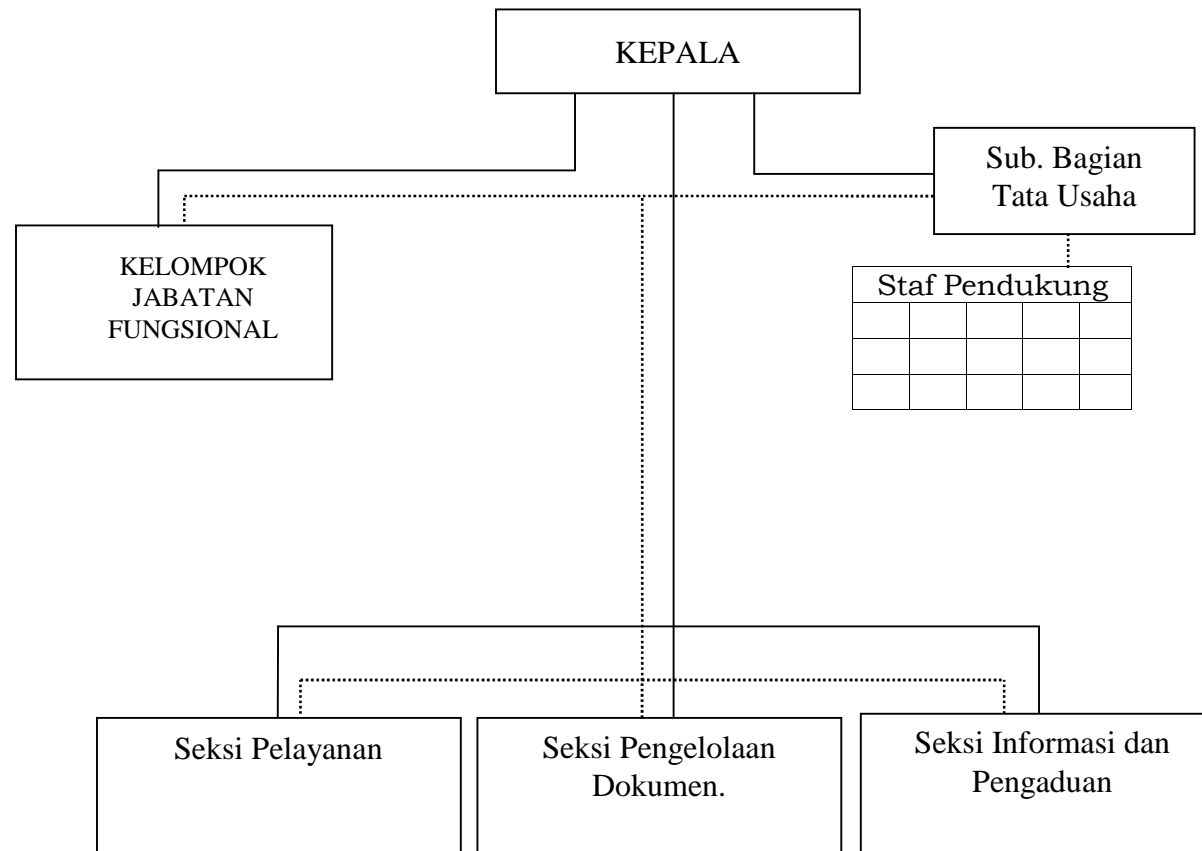 KEPALA
Sub. Bagian
Tata Usaha
KELOMPOK
JABATAN
FUNGSIONAL
Staf Pendukung
Seksi Pelayanan
Seksi Pengelolaan
Dokumen.
Seksi Informasi dan
Pengaduan